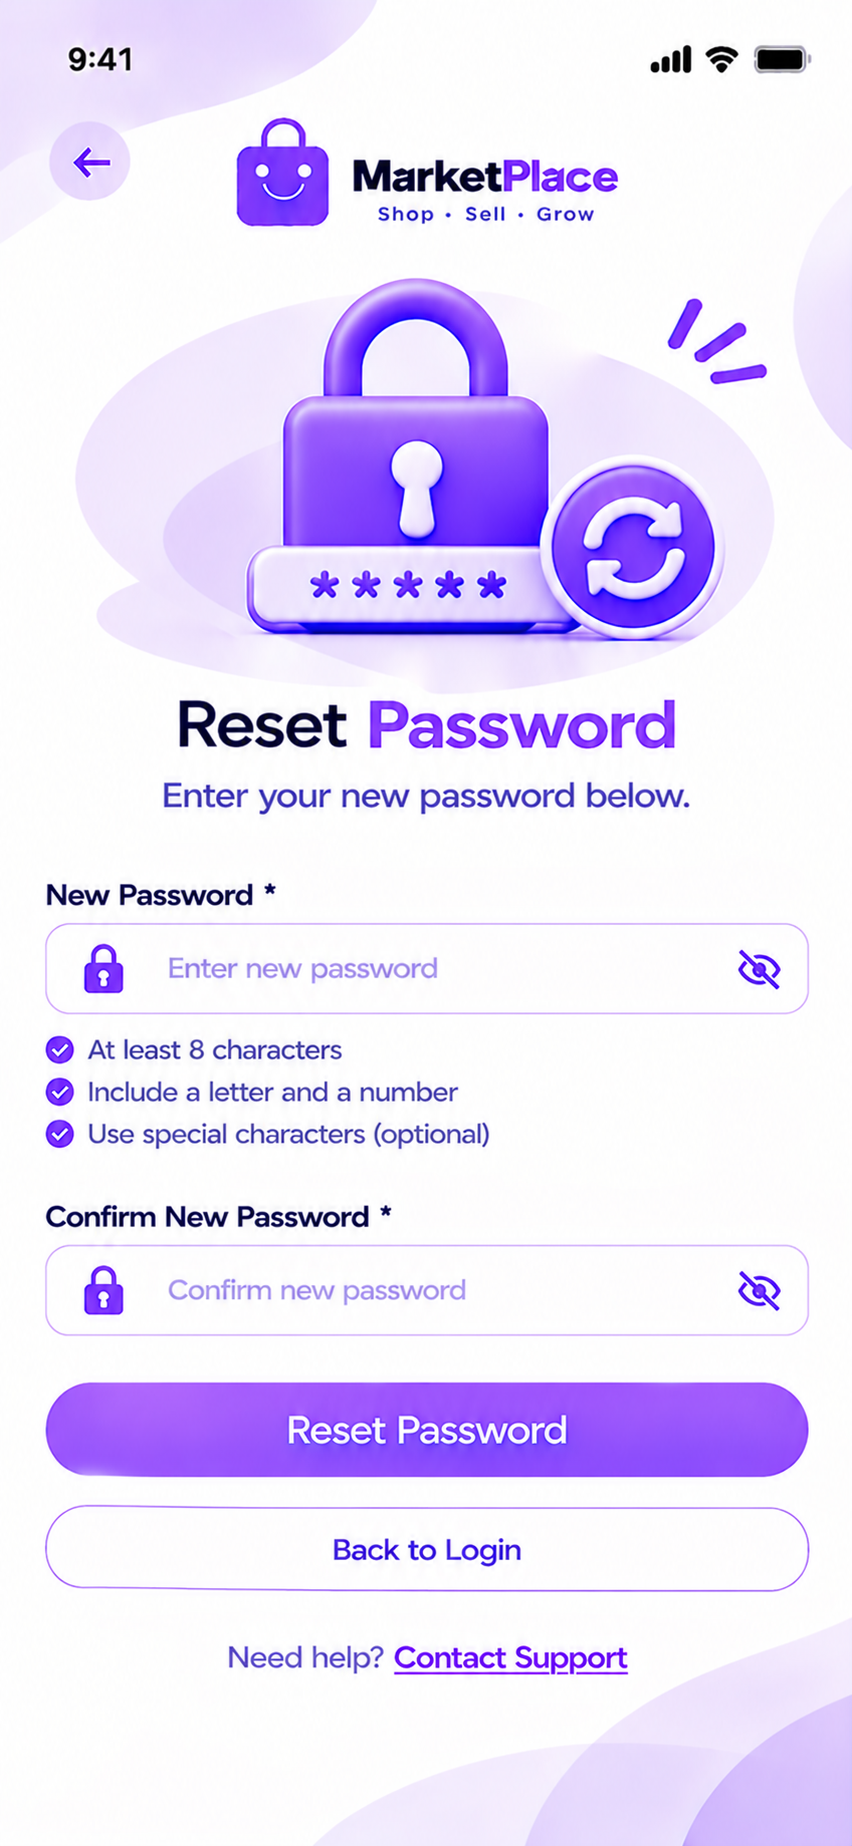 9:41
MarketPlace
Shop • Sell • Grow
*****
Reset Password
Enter your new password below.
New Password *
Enter new password
At least 8 characters
Include a letter and a number
Use special characters (optional)
Confirm New Password *
Confirm new password
Reset Password
Back to Login
Need help? Contact Support